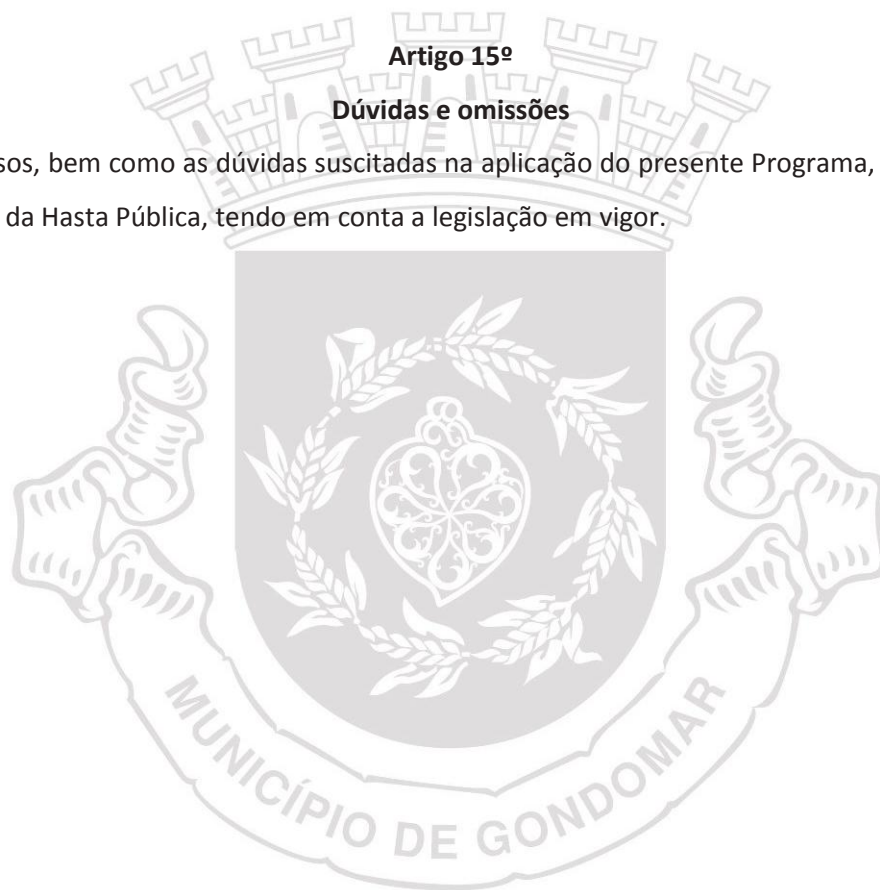 Artigo 15º
Dúvidas e omissões
sos, bem como as dúvidas suscitadas na aplicação do presente Programa,
da Hasta Pública, tendo em conta a legislação em vigor.
MUNICÍPIO DE GONDOMAR